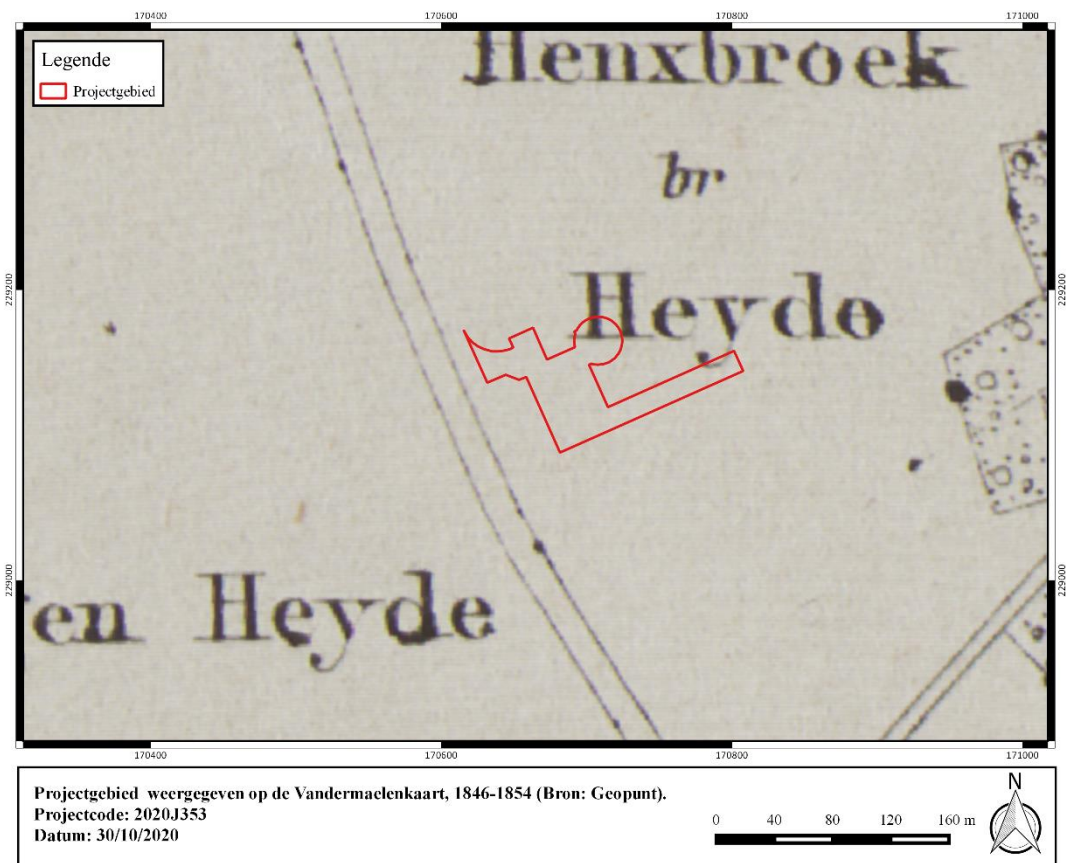 170400 170600 170800 171000
Legende
Projectgebied
Henxbroek
br
Heyde
229200
229200
en Heyde
229000
229000
170400 170600 170800 171000
Projectgebied weergegeven op de Vandermaelenkaart, 1846-1854 (Bron: Geopunt).
Projectcode: 2020J353
Datum: 30/10/2020
0 40 80 120 160 m
N